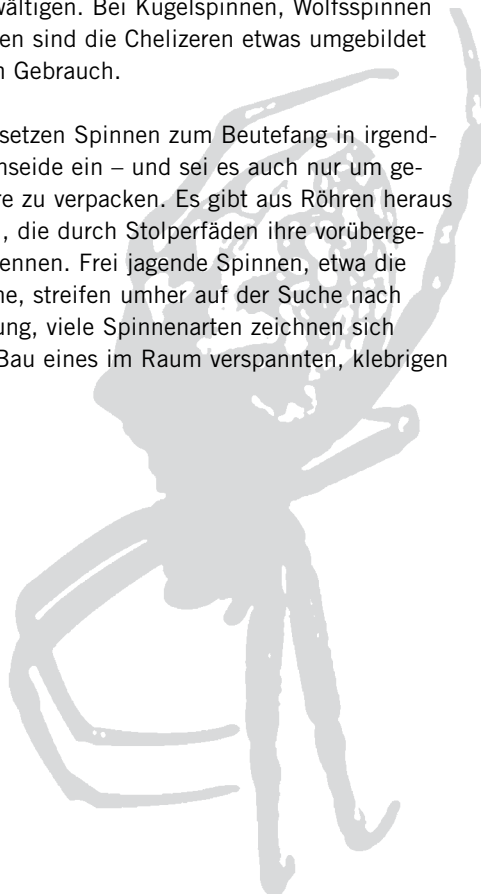 wältigen. Bei Kugelspinnen, Wolfsspinnen
en sind die Chelizeren etwas umgebildet
Gebrauch.
setzen Spinnen zum Beutefang in irgend-
nseide ein – und sei es auch nur um ge-
re zu verpacken. Es gibt aus Röhren heraus
, die durch Stolperfäden ihre vorüberge-
ennen. Frei jagende Spinnen, etwa die
ne, streifen umher auf der Suche nach
ung, viele Spinnenarten zeichnen sich
Bau eines im Raum verspannten, klebrigen